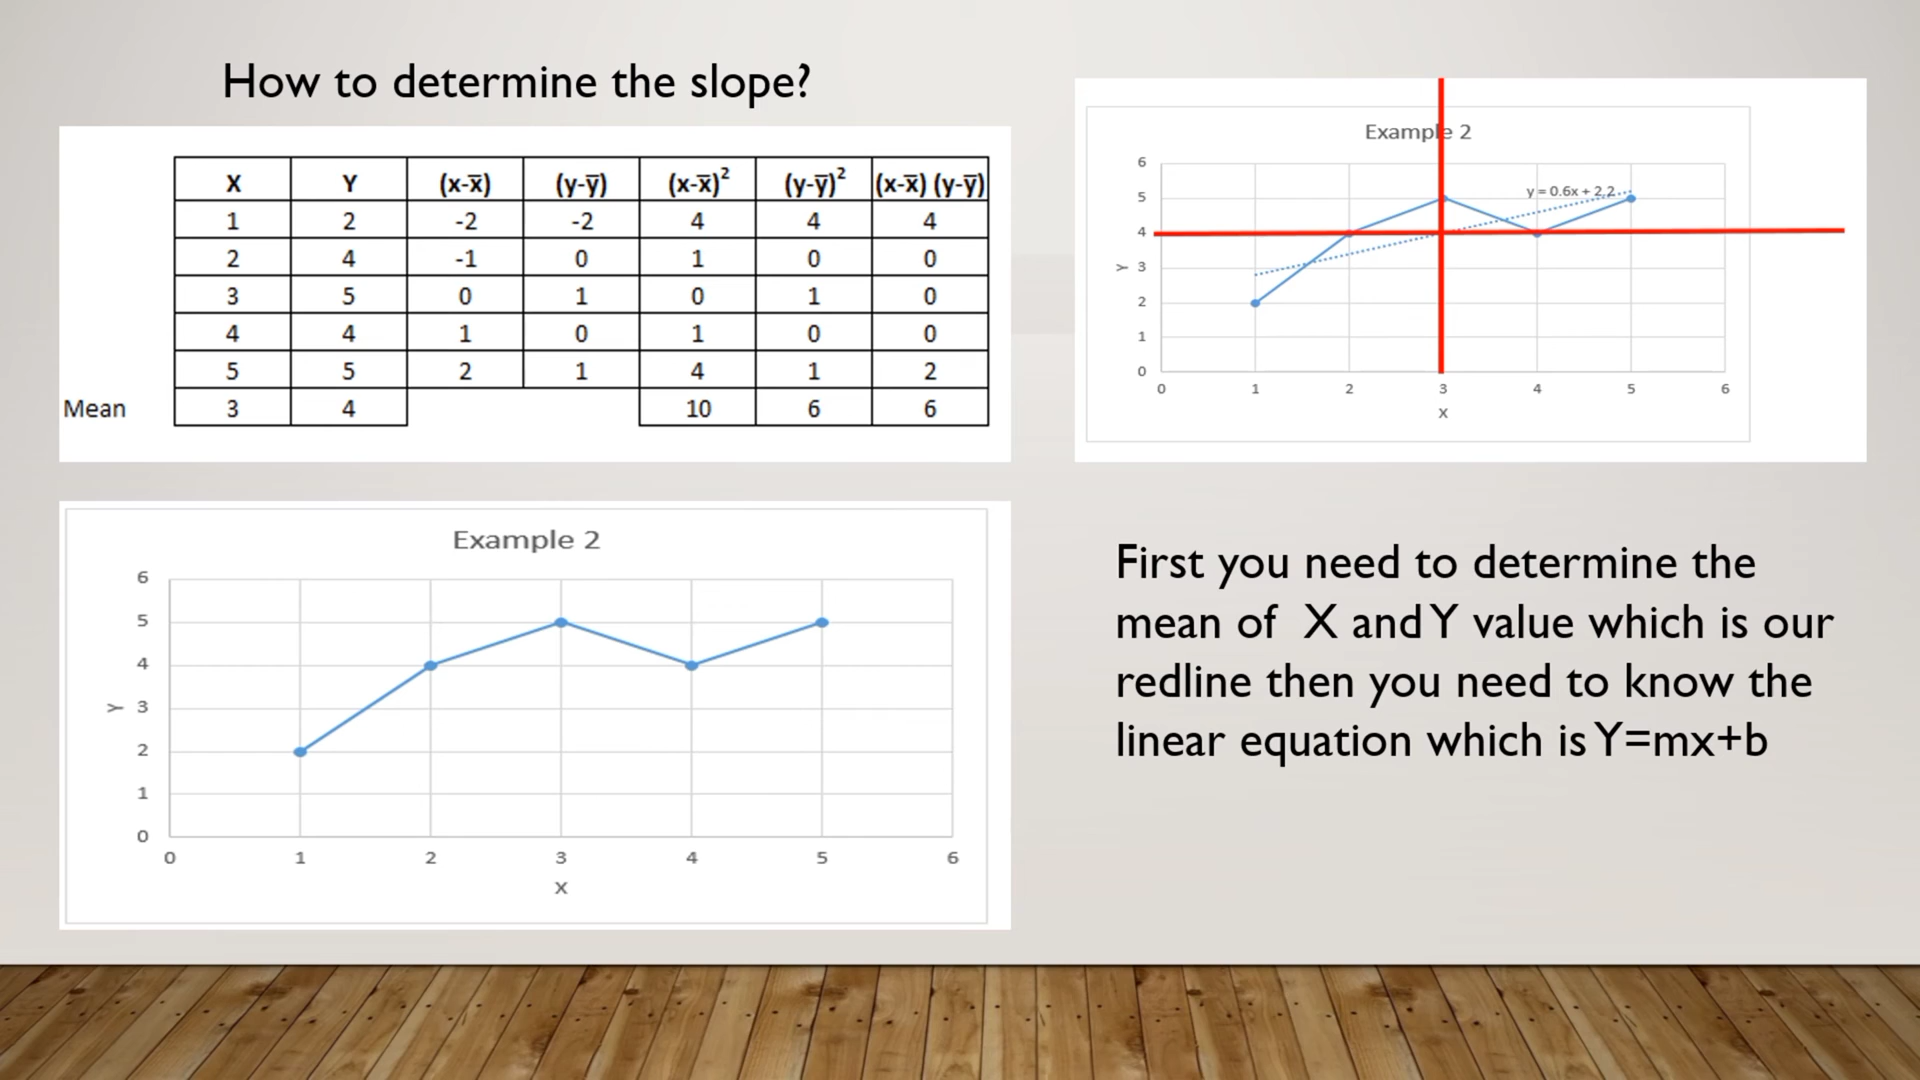 How to determine the slope?
X Y (x-x̅) (y-y̅) (x-x̅)² (y-y̅)² (x-x̅) (y-y̅)
1 2 -2 -2 4 4 4
2 4 -1 0 1 0 0
3 5 0 1 0 1 0
4 4 1 0 1 0 0
5 5 2 1 4 1 2
Mean 3 4 10 6 6
Example 2
6
5
4
3
2
1
0
Y
0 1 2 3 4 5 6
x
y = 0.6x + 2.2
Example 2
6
5
4
3
2
1
0
Y
0 1 2 3 4 5 6
x
First you need to determine the
mean of X and Y value which is our
redline then you need to know the
linear equation which is Y=mx+b